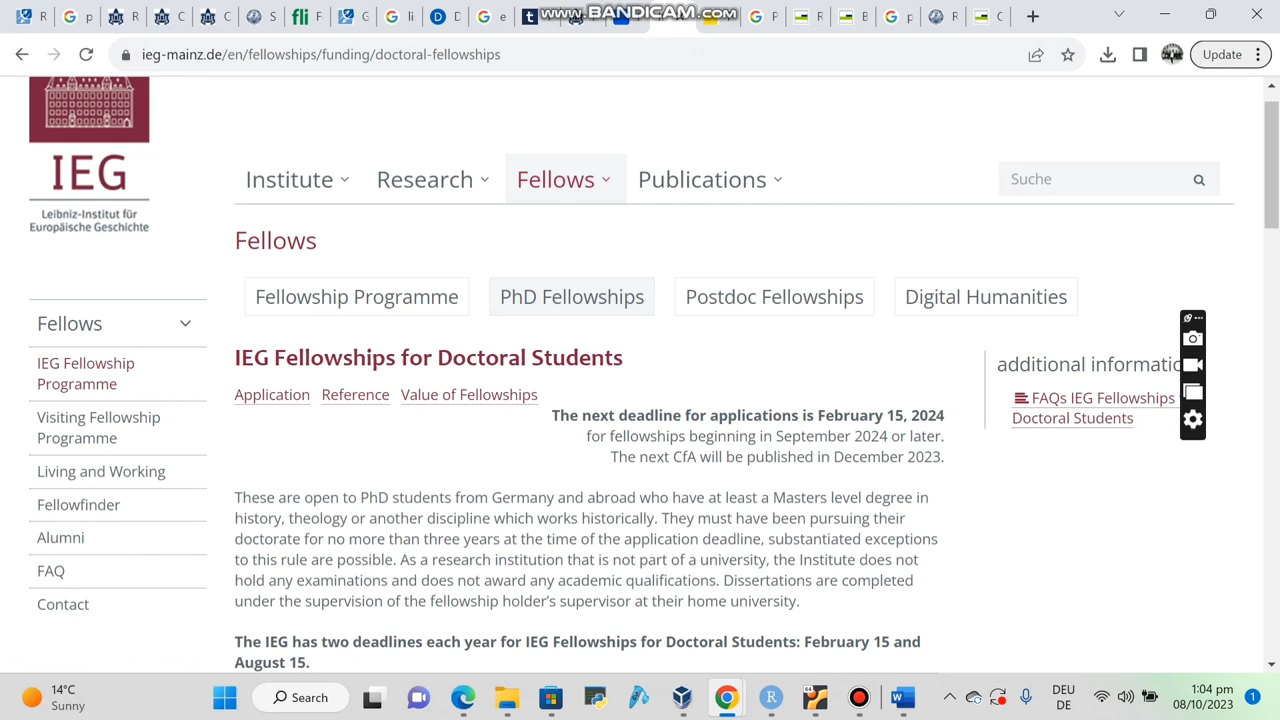 www.BANDICAM.com
ieg-mainz.de/en/fellowships/funding/doctoral-fellowships
Update
IEG
Leibniz-Institut für
Europäische Geschichte
Institute
Research
Fellows
Publications
Suche
Fellows
Fellowship Programme
PhD Fellowships
Postdoc Fellowships
Digital Humanities
Fellows
IEG Fellowship
Programme
Visiting Fellowship
Programme
Living and Working
Fellowfinder
Alumni
FAQ
Contact
IEG Fellowships for Doctoral Students
Application Reference Value of Fellowships
The next deadline for applications is February 15, 2024
for fellowships beginning in September 2024 or later.
The next CfA will be published in December 2023.
These are open to PhD students from Germany and abroad who have at least a Masters level degree in
history, theology or another discipline which works historically. They must have been pursuing their
doctorate for no more than three years at the time of the application deadline, substantiated exceptions
to this rule are possible. As a research institution that is not part of a university, the Institute does not
hold any examinations and does not award any academic qualifications. Dissertations are completed
under the supervision of the fellowship holder's supervisor at their home university.
The IEG has two deadlines each year for IEG Fellowships for Doctoral Students: February 15 and
August 15.
additional informatio
FAQs IEG Fellowships
Doctoral Students
14°C
Sunny
Search
DEU
DE
1:04 pm
08/10/2023
1